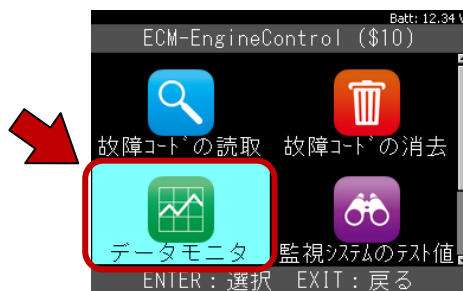 Batt: 12.34 V
ECM-EngineControl ($10)
故障ｺｰﾄﾞの読取 故障ｺｰﾄﾞの消去
データモニタ 監視ｼｽﾃﾑのﾃｽﾄ値
ENTER：選択 EXIT：戻る